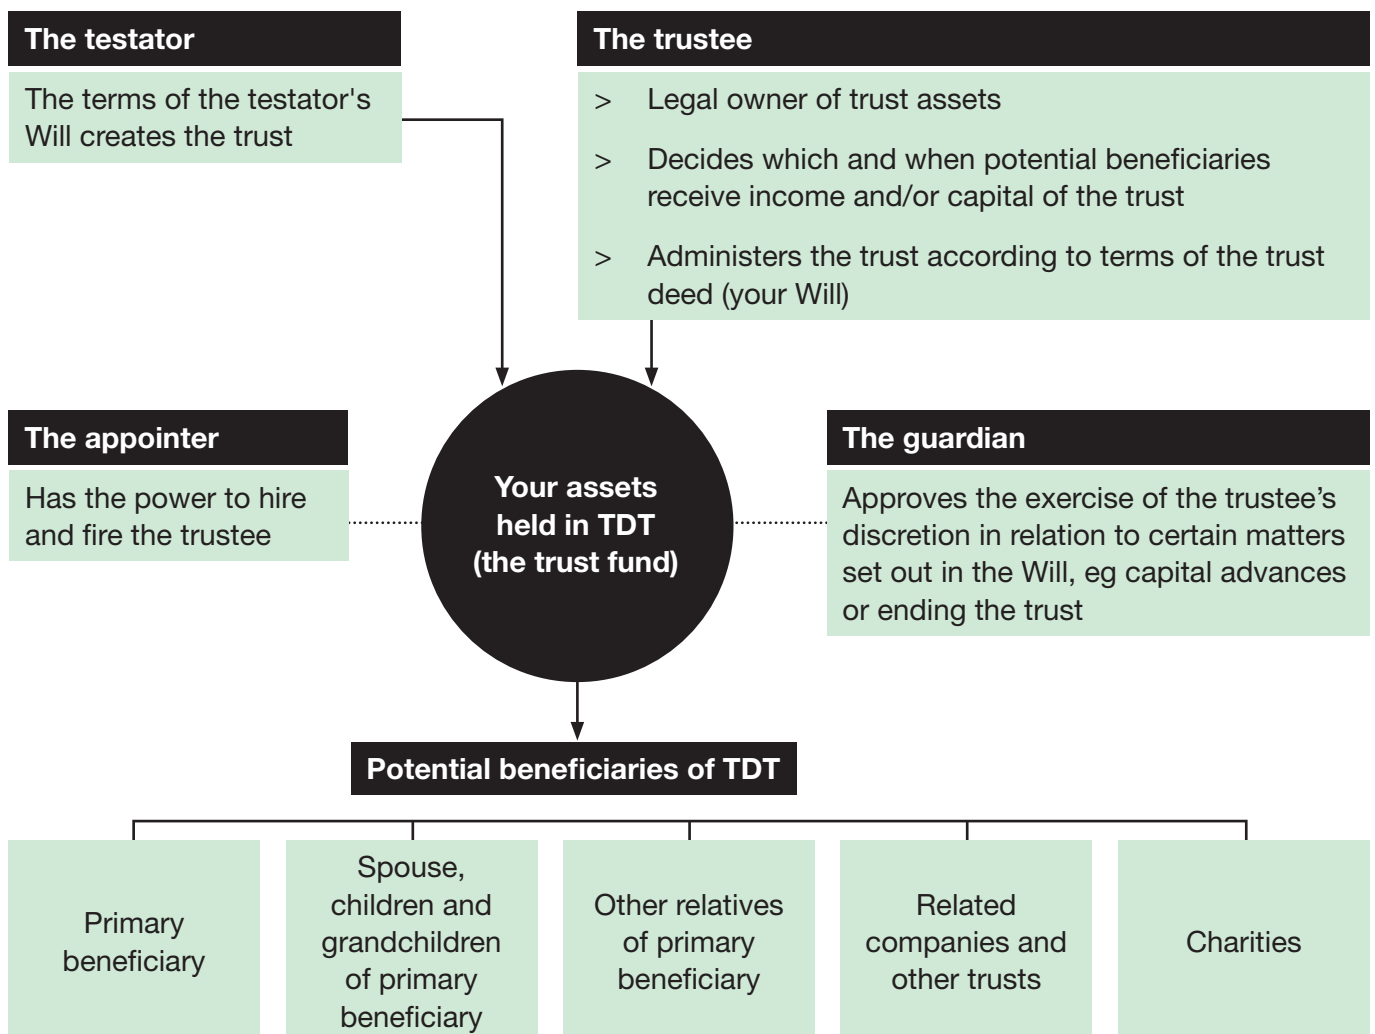 The testator
The terms of the testator's
Will creates the trust
The trustee
> Legal owner of trust assets
> Decides which and when potential beneficiaries
receive income and/or capital of the trust
> Administers the trust according to terms of the trust
deed (your Will)
The appointer
Has the power to hire
and fire the trustee
Your assets
held in TDT
(the trust fund)
The guardian
Approves the exercise of the trustee’s
discretion in relation to certain matters
set out in the Will, eg capital advances
or ending the trust
Potential beneficiaries of TDT
Primary
beneficiary
Spouse,
children and
grandchildren
of primary
beneficiary
Other relatives
of primary
beneficiary
Related
companies and
other trusts
Charities